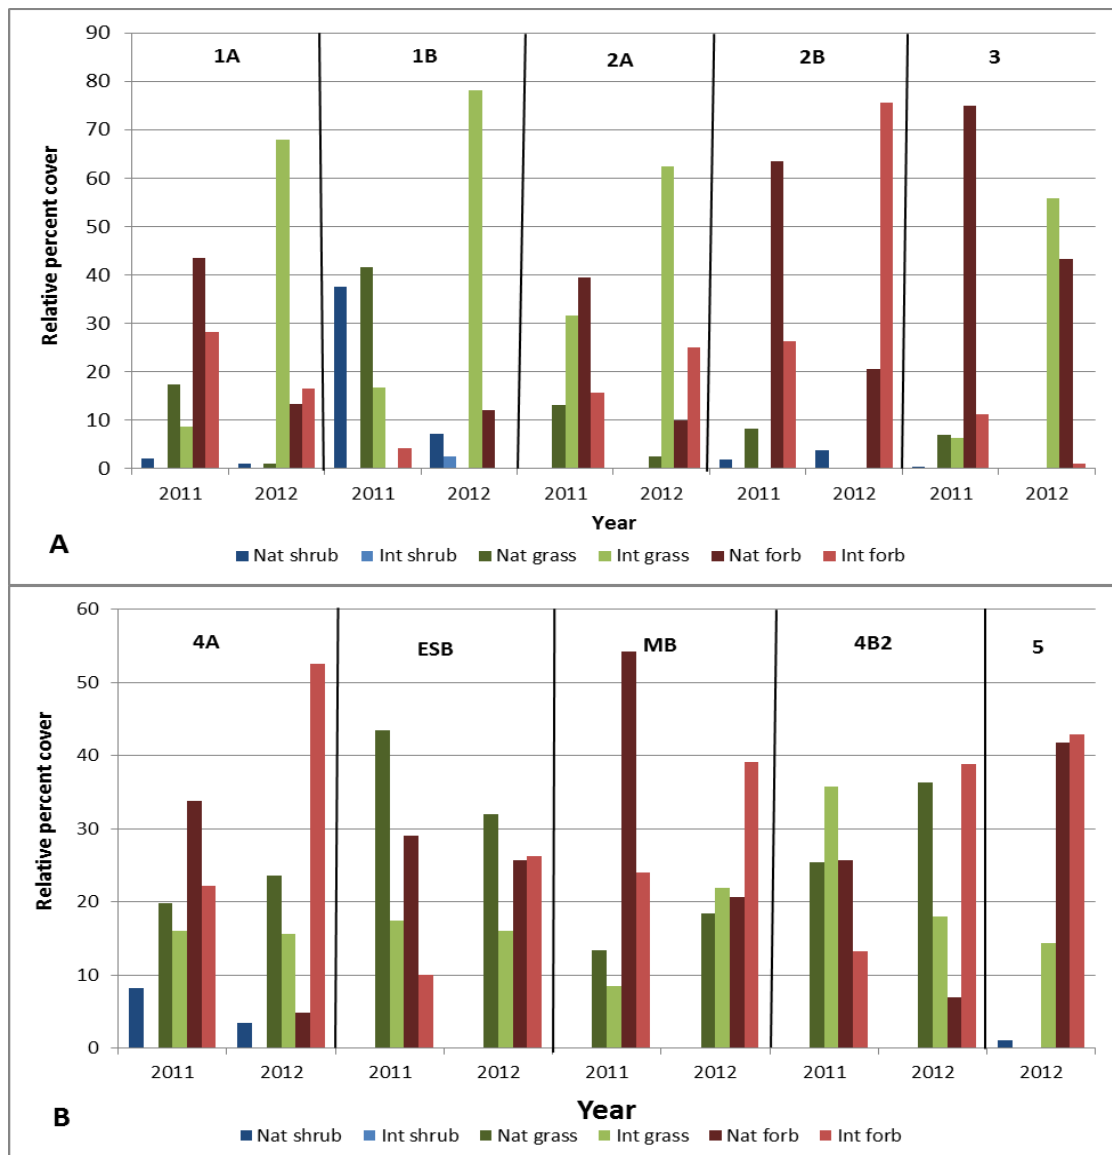 90
1A 1B 2A 2B 3
80
70
60
50
40
30
20
10
0
Relative percent cover
2011 2012 2011 2012 2011 2012 2011 2012 2011 2012
Year
A
Nat shrub Int shrub Nat grass Int grass Nat forb Int forb
60
4A ESB MB 4B2 5
50
40
30
20
10
0
Relative percent cover
2011 2012 2011 2012 2011 2012 2011 2012 2012
Year
B
Nat shrub Int shrub Nat grass Int grass Nat forb Int forb